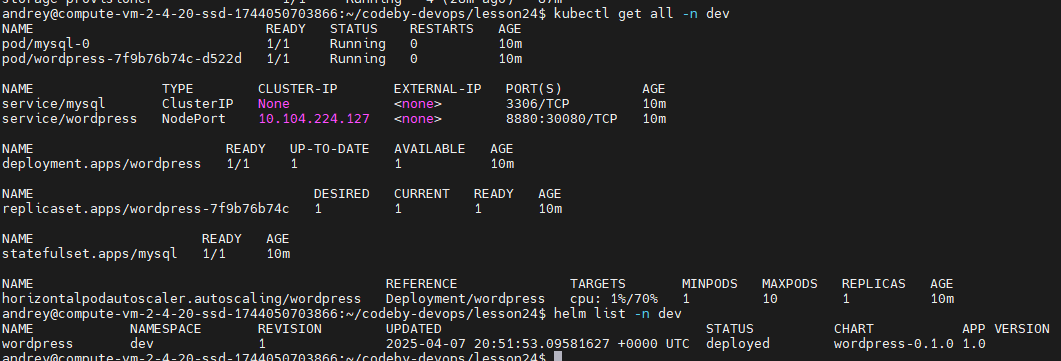 andrey@compute-vm-2-4-20-ssd-1744050703866:~/codeby-devops/lesson24$ kubectl get all -n dev
NAME READY STATUS RESTARTS AGE
pod/mysql-0 1/1 Running 0 10m
pod/wordpress-7f9b76b74c-d522d 1/1 Running 0 10m
NAME TYPE CLUSTER-IP EXTERNAL-IP PORT(S) AGE
service/mysql ClusterIP None <none> 3306/TCP 10m
service/wordpress NodePort 10.104.224.127 <none> 8880:30080/TCP 10m
NAME READY UP-TO-DATE AVAILABLE AGE
deployment.apps/wordpress 1/1 1 1 10m
NAME DESIRED CURRENT READY AGE
replicaset.apps/wordpress-7f9b76b74c 1 1 1 10m
NAME READY AGE
statefulset.apps/mysql 1/1 10m
NAME REFERENCE TARGETS MINPODS MAXPODS REPLICAS AGE
horizontalpodautoscaler.autoscaling/wordpress Deployment/wordpress cpu: 1%/70% 1 10 1 10m
andrey@compute-vm-2-4-20-ssd-1744050703866:~/codeby-devops/lesson24$ helm list -n dev
NAME NAMESPACE REVISION UPDATED STATUS CHART APP VERSION
wordpress dev 1 2025-04-07 20:51:53.09581627 +0000 UTC deployed wordpress-0.1.0 1.0
andrey@compute-vm-2-4-20-ssd-1744050703866:~/codeby-devops/lesson24$